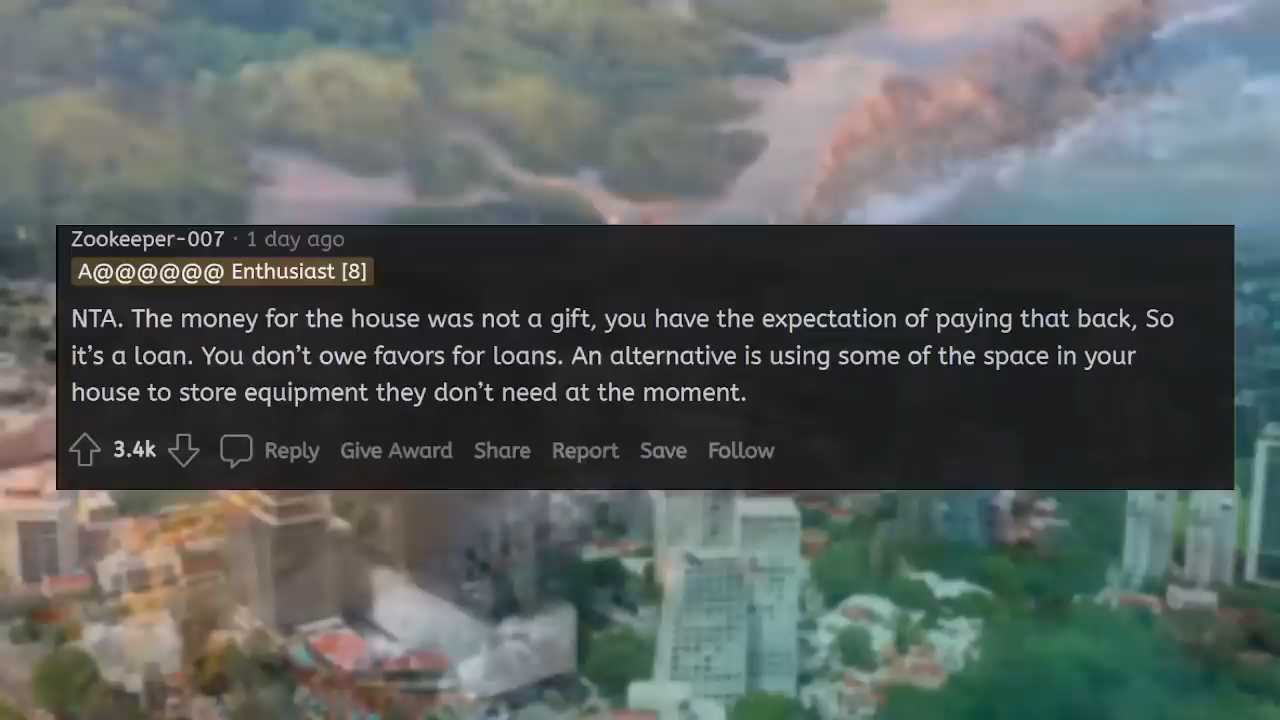 Zookeeper-007 · 1 day ago
A@@@@@@ Enthusiast [8]
NTA. The money for the house was not a gift, you have the expectation of paying that back, So
it’s a loan. You don’t owe favors for loans. An alternative is using some of the space in your
house to store equipment they don’t need at the moment.
3.4k Reply Give Award Share Report Save Follow